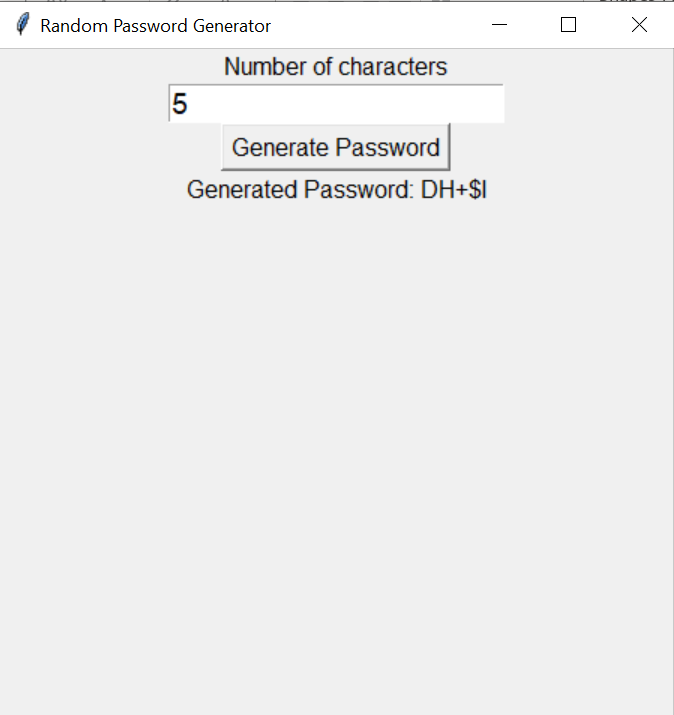 Random Password Generator
Number of characters
5
Generate Password
Generated Password: DH+$I